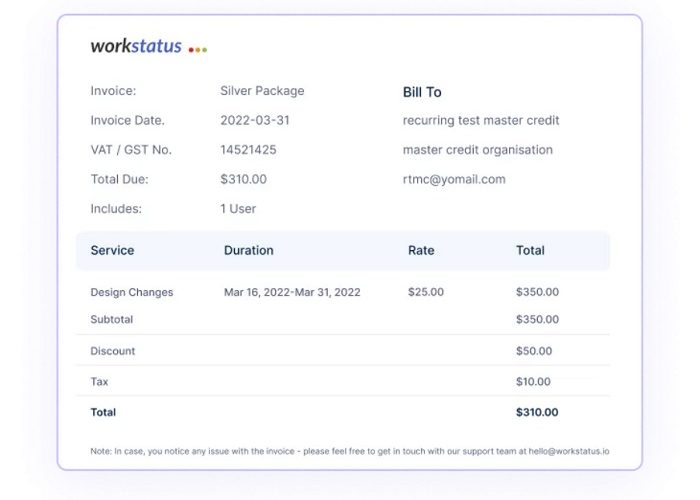 workstatus
Invoice: Silver Package
Invoice Date. 2022-03-31
VAT / GST No. 14521425
Total Due: $310.00
Includes: 1 User
Bill To
recurring test master credit
master credit organisation
rtmc@yomail.com
Service Duration Rate Total
Design Changes Mar 16, 2022-Mar 31, 2022 $25.00 $350.00
Subtotal $350.00
Discount $50.00
Tax $10.00
Total $310.00
Note: In case, you notice any issue with the invoice - please feel free to get in touch with our support team at hello@workstatus.io